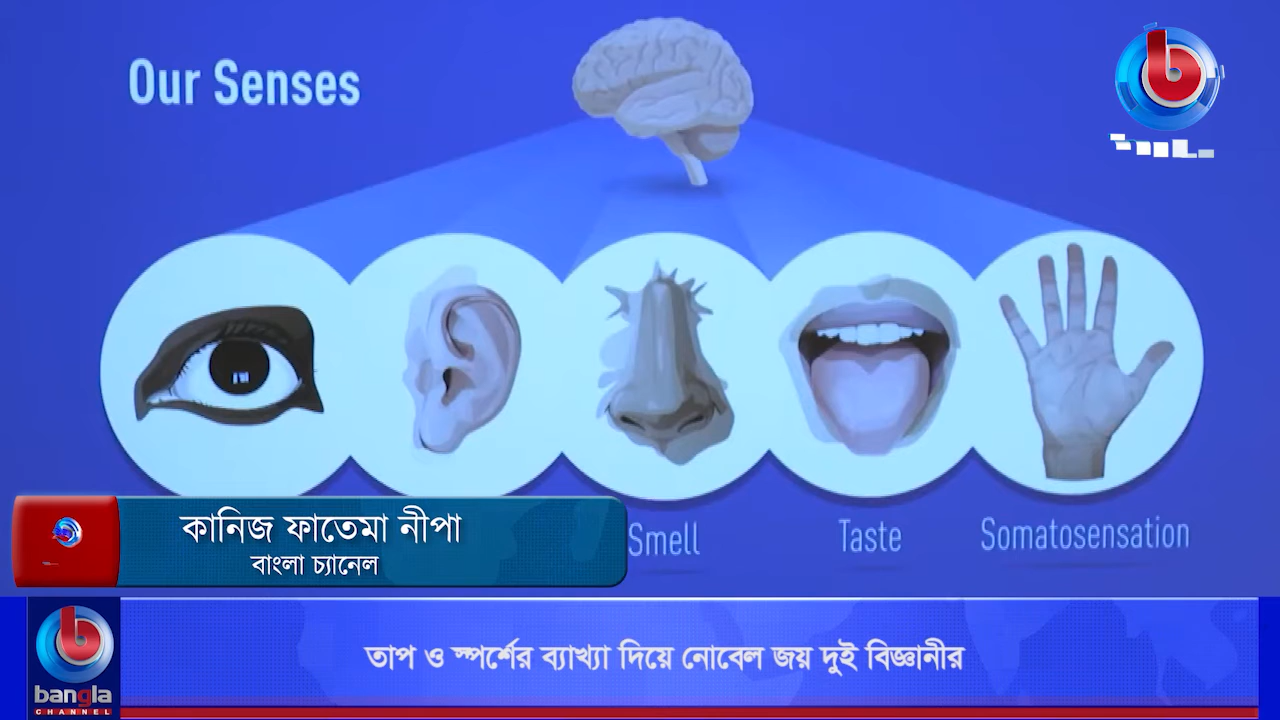 Our Senses
b
Smell
Taste
Somatosensation
কানিজ ফাতেমা নীপা
বাংলা চ্যানেল
b
bangla
CHANNEL
তাপ ও স্পর্শের ব্যাখ্যা দিয়ে নোবেল জয় দুই বিজ্ঞানীর